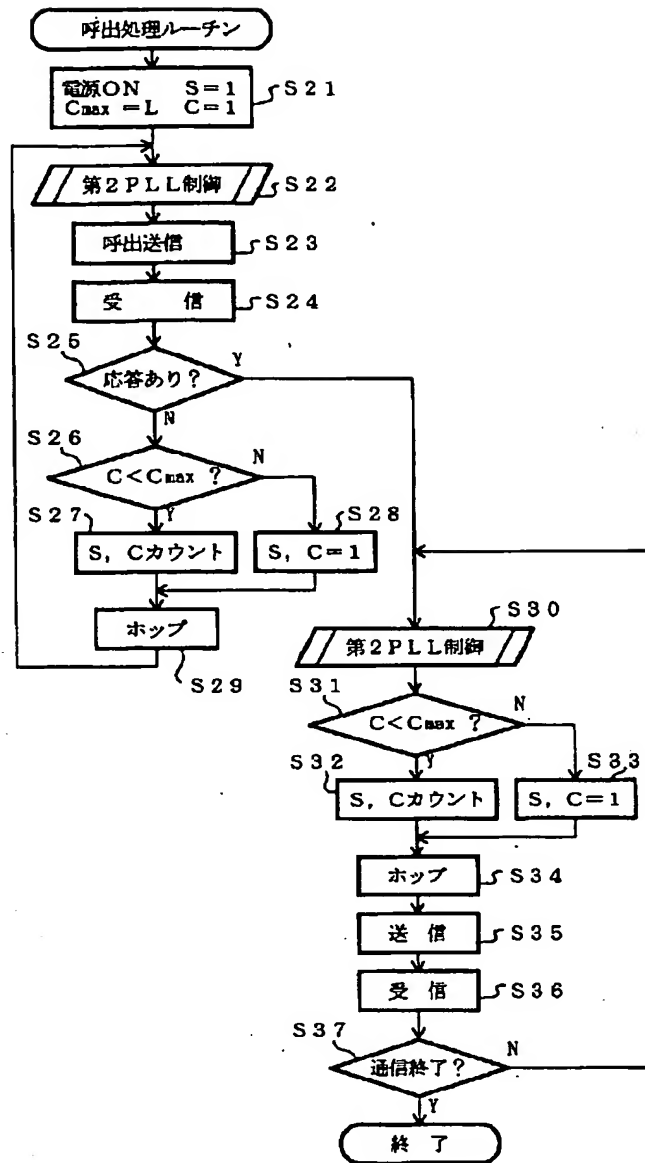 呼出処理ルーチン
電源ON S=1
Cmax=L C=1
S21
第2PLL制御
S22
呼出送信
S23
受 信
S24
S25
応答あり?
Y
N
S26
C<Cmax ?
N
Y
S27
S,Cカウント
S28
S,C=1
ホップ
S29
S30
第2PLL制御
S31
C<Cmax ?
N
Y
S32
S,Cカウント
S33
S,C=1
ホップ
S34
送 信
S35
受 信
S36
S37
通信終了?
N
Y
終 了